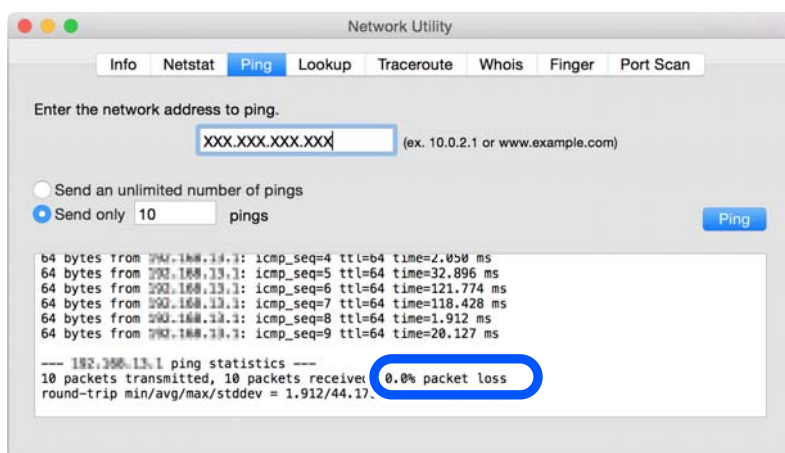 Network Utility
Info Netstat Ping Lookup Traceroute Whois Finger Port Scan
Enter the network address to ping.
XXX.XXX.XXX.XXX (ex. 10.0.2.1 or www.example.com)
Send an unlimited number of pings
Send only 10 pings
Ping
64 bytes from : icmp_seq=4 ttl=64 time=2.050 ms
64 bytes from : icmp_seq=5 ttl=64 time=32.896 ms
64 bytes from : icmp_seq=6 ttl=64 time=121.774 ms
64 bytes from : icmp_seq=7 ttl=64 time=118.428 ms
64 bytes from : icmp_seq=8 ttl=64 time=1.912 ms
64 bytes from : icmp_seq=9 ttl=64 time=20.127 ms
--- ping statistics ---
10 packets transmitted, 10 packets received 0.0% packet loss
round-trip min/avg/max/stddev = 1.912/44.17